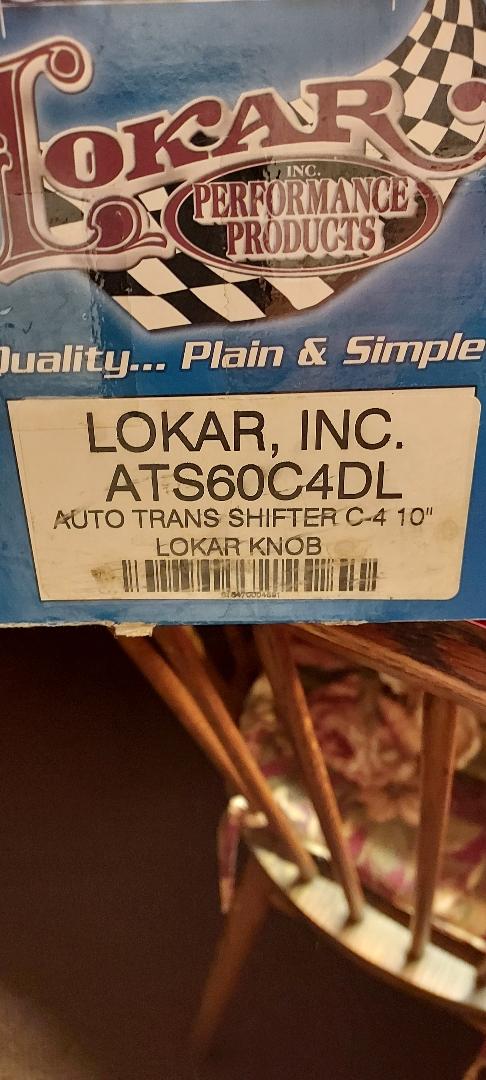 LOKAR
INC.
PERFORMANCE
PRODUCTS
Quality... Plain & Simple
LOKAR, INC.
ATS60C4DL
AUTO TRANS SHIFTER C-4 10"
LOKAR KNOB